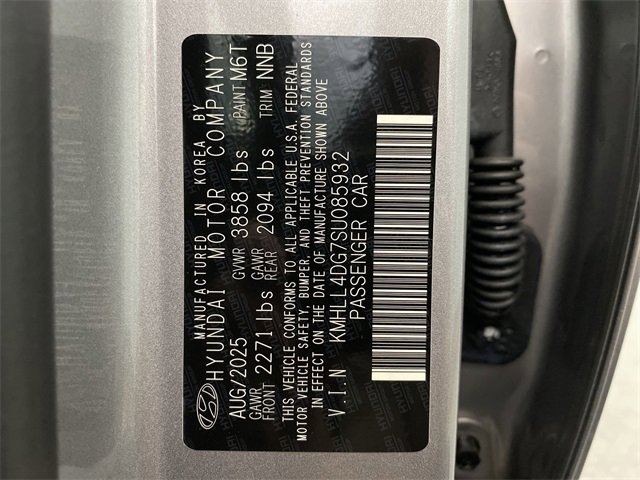 MANUFACTURED IN KOREA BY
HYUNDAI MOTOR COMPANY
AUG/2025 GVWR 3858 lbs PAINT M6T
GAWR FRONT 2271 lbs GAWR REAR 2094 lbs TRIM NNB
THIS VEHICLE CONFORMS TO ALL APPLICABLE U.S.A. FEDERAL
MOTOR VEHICLE SAFETY, BUMPER, AND THEFT PREVENTION STANDARDS
IN EFFECT ON THE DATE OF MANUFACTURE SHOWN ABOVE
V.I.N KMHLL4DG7SU085932
PASSENGER CAR